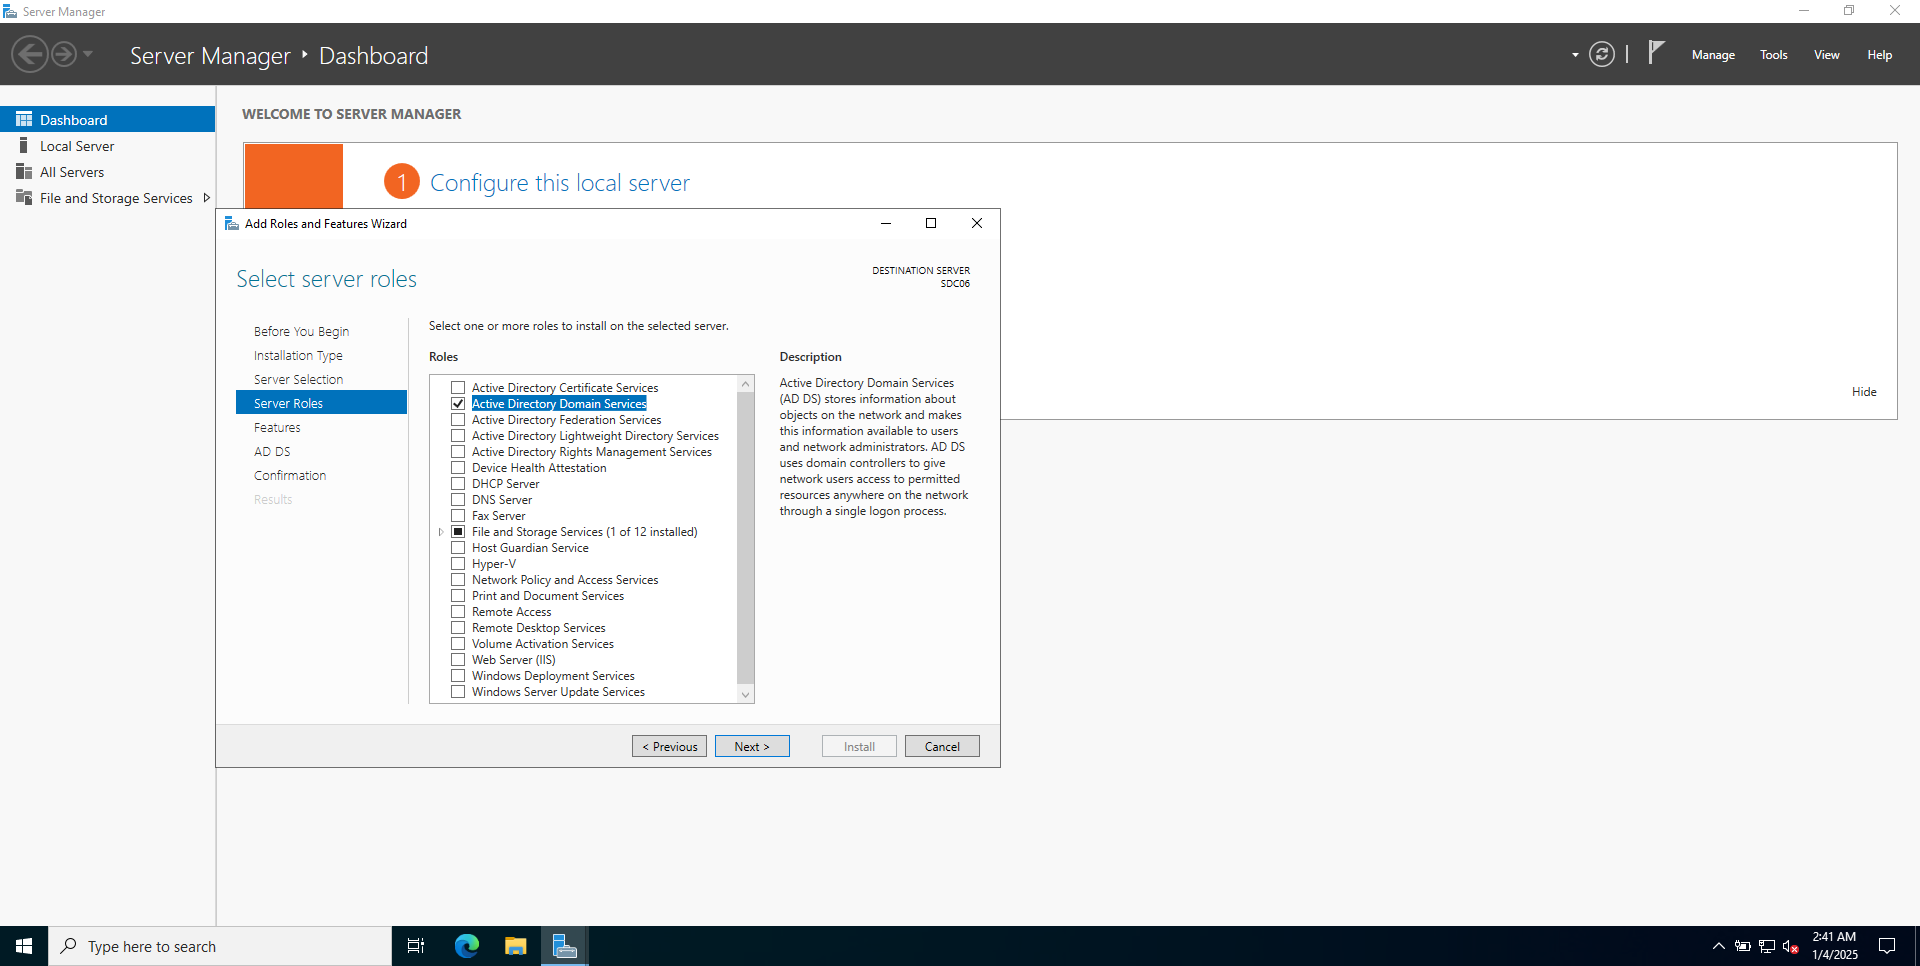 Server Manager
Server Manager ‣ Dashboard
Manage
Tools
View
Help
Dashboard
Local Server
All Servers
File and Storage Services
WELCOME TO SERVER MANAGER
1 Configure this local server
Hide
Add Roles and Features Wizard
Select server roles
DESTINATION SERVER
SDC06
Before You Begin
Installation Type
Server Selection
Server Roles
Features
AD DS
Confirmation
Results
Select one or more roles to install on the selected server.
Roles
Active Directory Certificate Services
Active Directory Domain Services
Active Directory Federation Services
Active Directory Lightweight Directory Services
Active Directory Rights Management Services
Device Health Attestation
DHCP Server
DNS Server
Fax Server
File and Storage Services (1 of 12 installed)
Host Guardian Service
Hyper-V
Network Policy and Access Services
Print and Document Services
Remote Access
Remote Desktop Services
Volume Activation Services
Web Server (IIS)
Windows Deployment Services
Windows Server Update Services
Description
Active Directory Domain Services
(AD DS) stores information about
objects on the network and makes
this information available to users
and network administrators. AD DS
uses domain controllers to give
network users access to permitted
resources anywhere on the network
through a single logon process.
< Previous
Next >
Install
Cancel
Type here to search
2:41 AM
1/4/2025